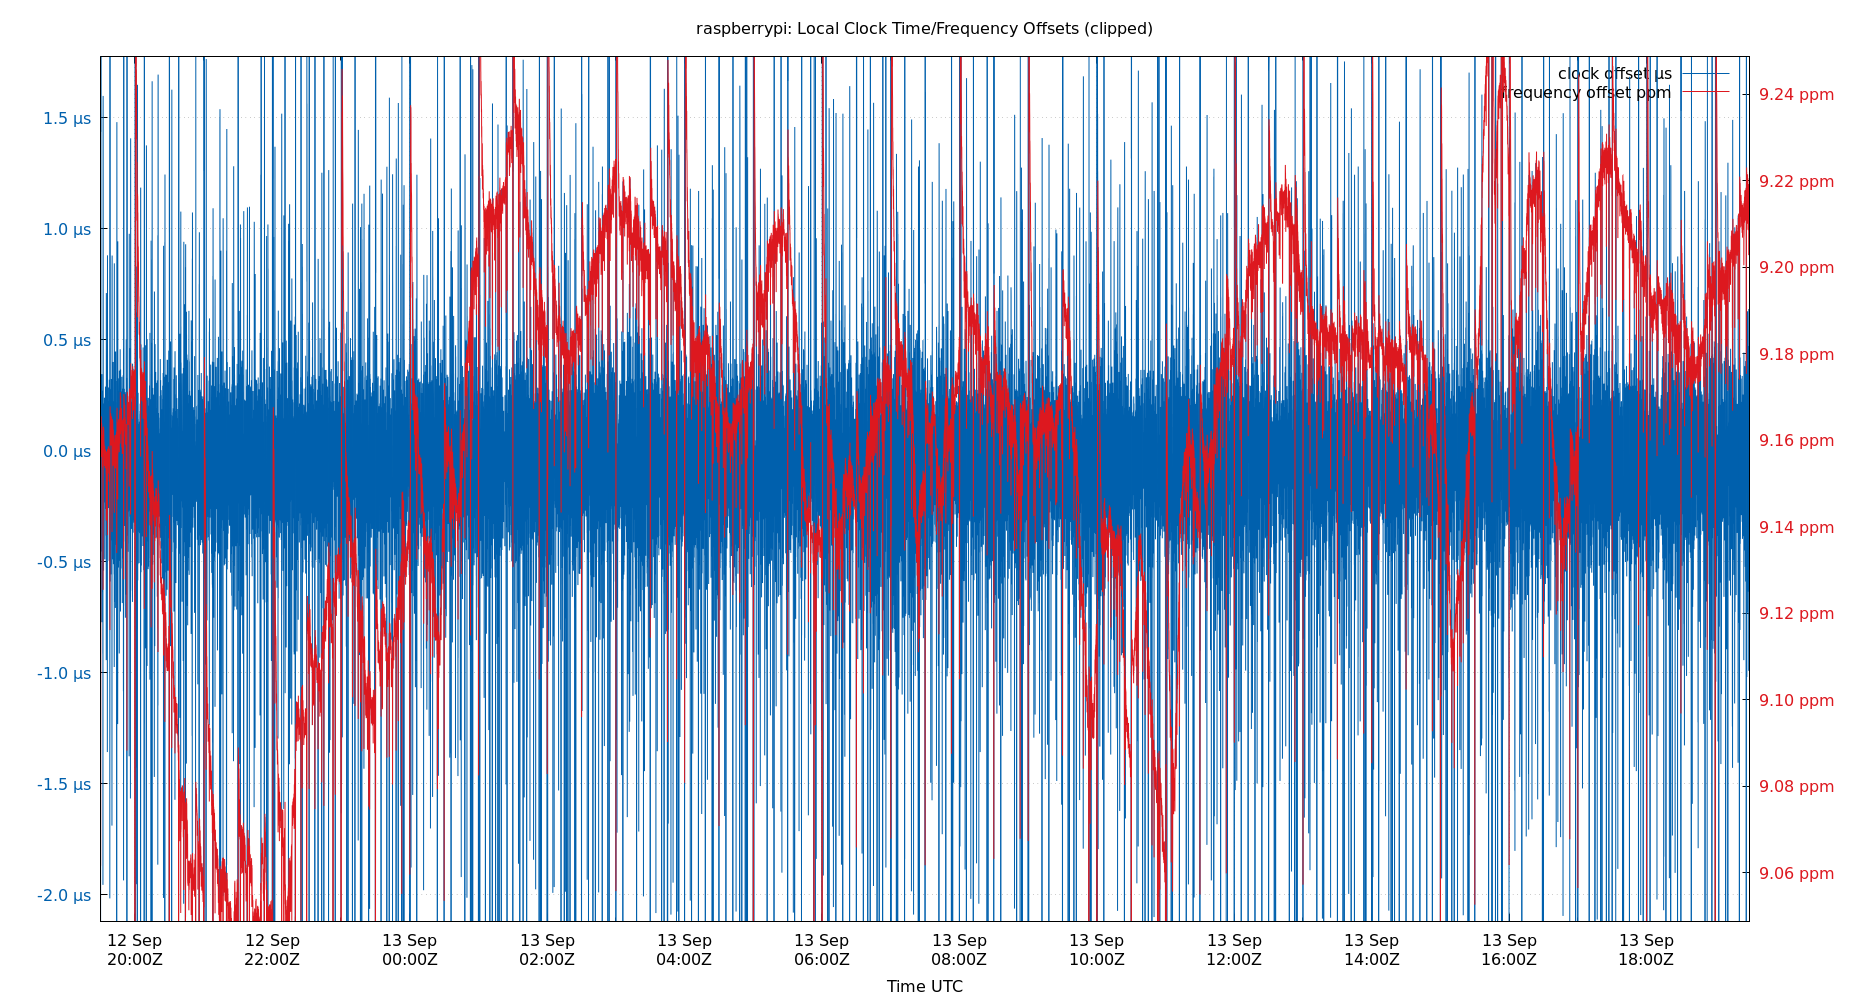 raspberrypi: Local Clock Time/Frequency Offsets (clipped)
clock offset µs
frequency offset ppm
1.5 µs
1.0 µs
0.5 µs
0.0 µs
-0.5 µs
-1.0 µs
-1.5 µs
-2.0 µs
9.24 ppm
9.22 ppm
9.20 ppm
9.18 ppm
9.16 ppm
9.14 ppm
9.12 ppm
9.10 ppm
9.08 ppm
9.06 ppm
12 Sep 12 Sep 13 Sep 13 Sep 13 Sep 13 Sep 13 Sep 13 Sep 13 Sep 13 Sep 13 Sep 13 Sep
20:00Z 22:00Z 00:00Z 02:00Z 04:00Z 06:00Z 08:00Z 10:00Z 12:00Z 14:00Z 16:00Z 18:00Z
Time UTC